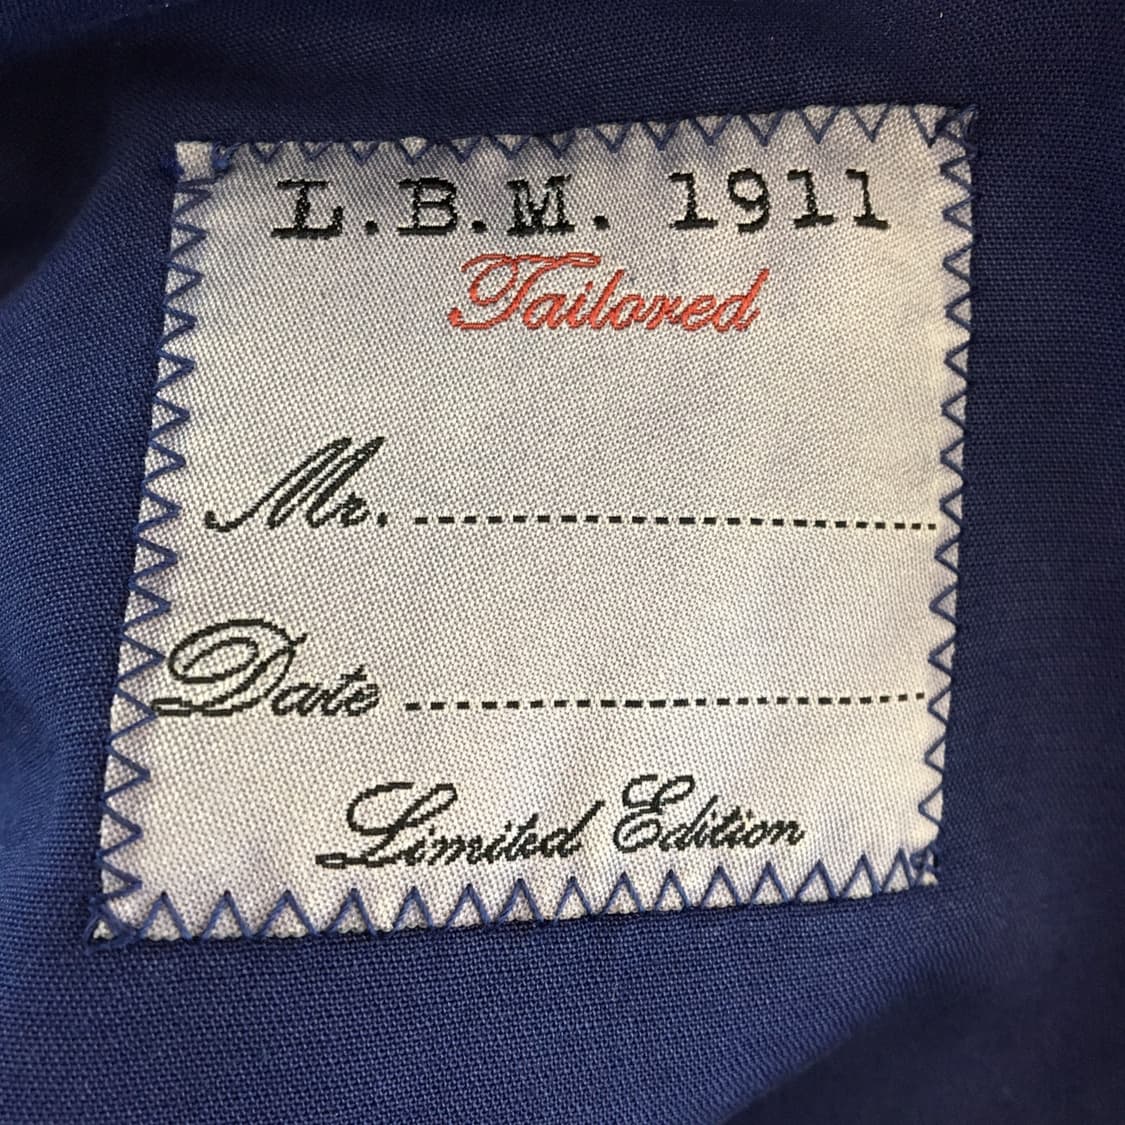 L.B.M. 1911
Tailored
Mr. ........................................
Date ........................................
Limited Edition